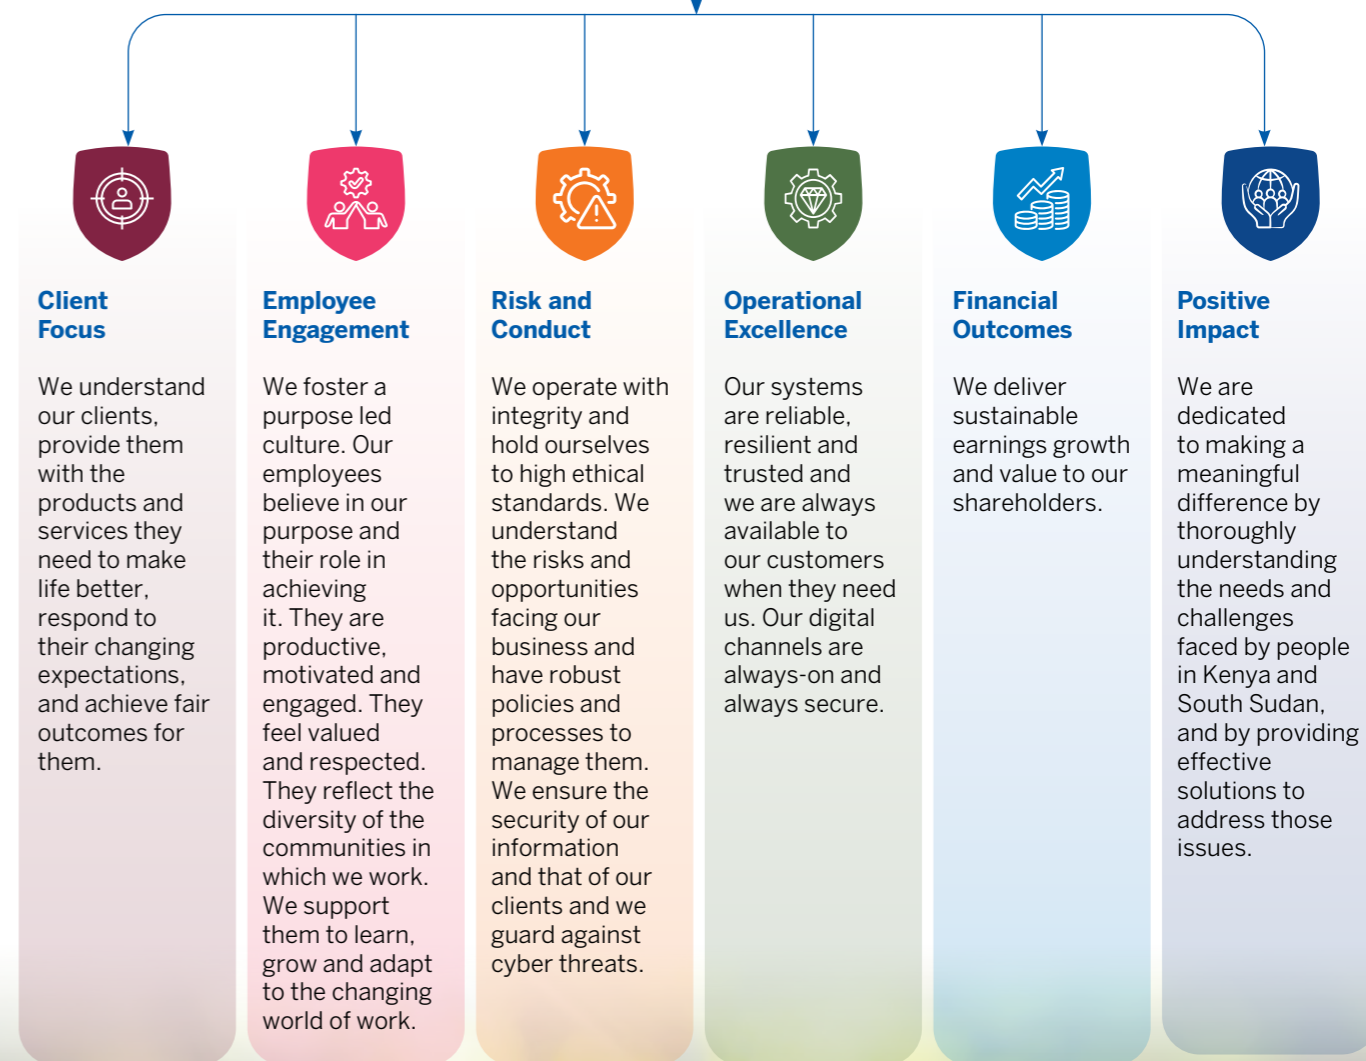 Client
Focus
We understand
our clients,
provide them
with the
products and
services they
need to make
life better,
respond to
their changing
expectations,
and achieve fair
outcomes for
them.
Employee
Engagement
We foster a
purpose led
culture. Our
employees
believe in our
purpose and
their role in
achieving
it. They are
productive,
motivated and
engaged. They
feel valued
and respected.
They reflect the
diversity of the
communities in
which we work.
We support
them to learn,
grow and adapt
to the changing
world of work.
Risk and
Conduct
We operate with
integrity and
hold ourselves
to high ethical
standards. We
understand
the risks and
opportunities
facing our
business and
have robust
policies and
processes to
manage them.
We ensure the
security of our
information
and that of our
clients and we
guard against
cyber threats.
Operational
Excellence
Our systems
are reliable,
resilient and
trusted and
we are always
available to
our customers
when they need
us. Our digital
channels are
always-on and
always secure.
Financial
Outcomes
We deliver
sustainable
earnings growth
and value to our
shareholders.
Positive
Impact
We are
dedicated
to making a
meaningful
difference by
thoroughly
understanding
the needs and
challenges
faced by people
in Kenya and
South Sudan,
and by providing
effective
solutions to
address those
issues.